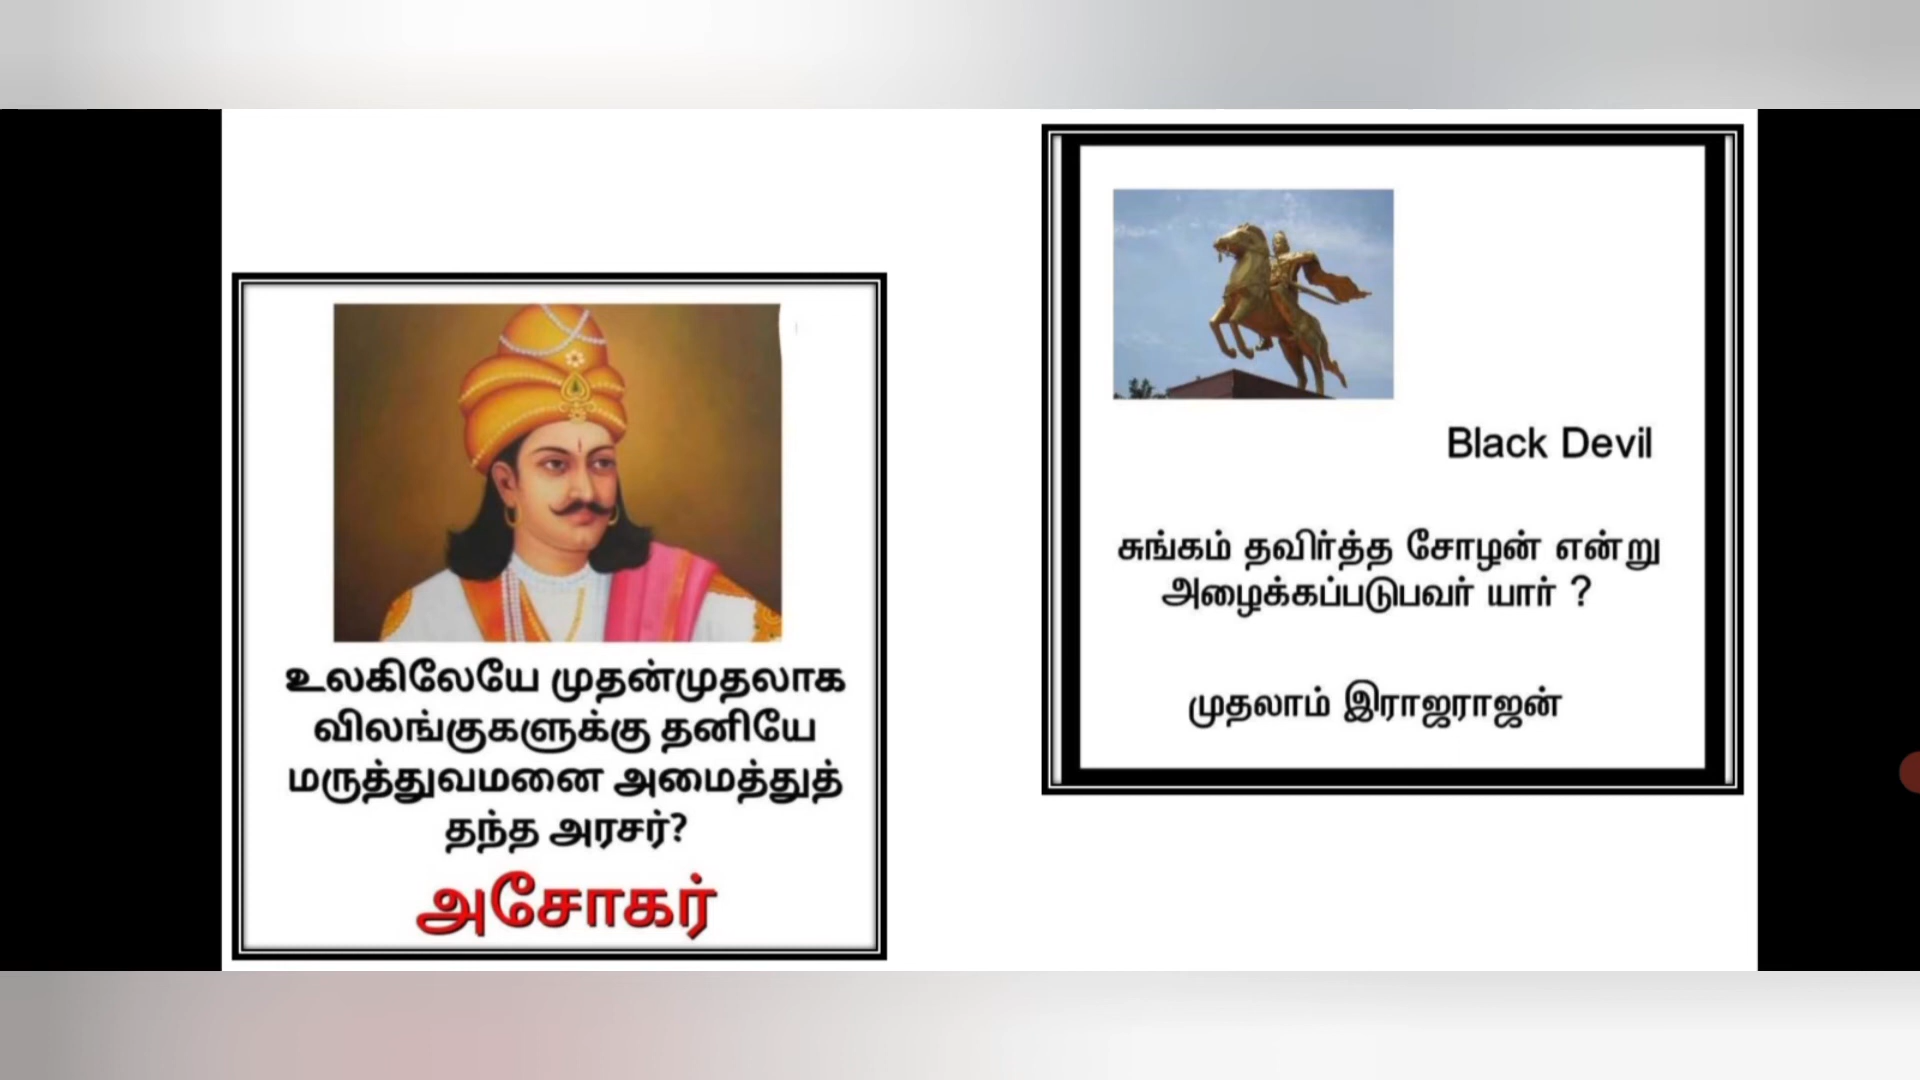 உலகிலேயே முதன்முதலாக
விலங்குகளுக்கு தனியே
மருத்துவமனை அமைத்துத்
தந்த அரசர்?
அசோகர்
Black Devil
சுங்கம் தவிர்த்த சோழன் என்று
அழைக்கப்படுபவர் யார் ?
முதலாம் இராஜராஜன்